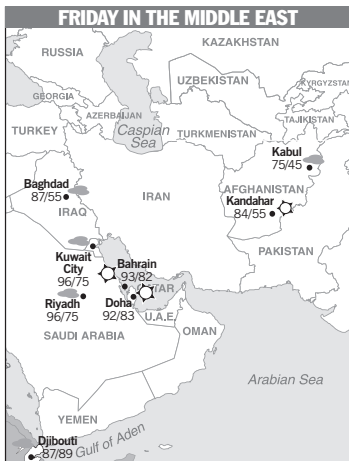 FRIDAY IN THE MIDDLE EAST
KAZAKHSTAN
RUSSIA
UZBEKISTAN
KYRGYZSTAN
GEORGIA
AZERBAIJAN
TAJIKISTAN
TURKEY
Caspian
Sea
TURKMENISTAN
Kabul
75/45
Baghdad
87/55
IRAQ
IRAN
AFGHANISTAN
Kandahar
84/55
PAKISTAN
Kuwait
City
96/75
Bahrain
93/82
Riyadh
96/75
Doha
92/83
TAR
U.A.E.
SAUDI ARABIA
OMAN
Arabian Sea
YEMEN
Djibouti
87/89
Gulf of Aden